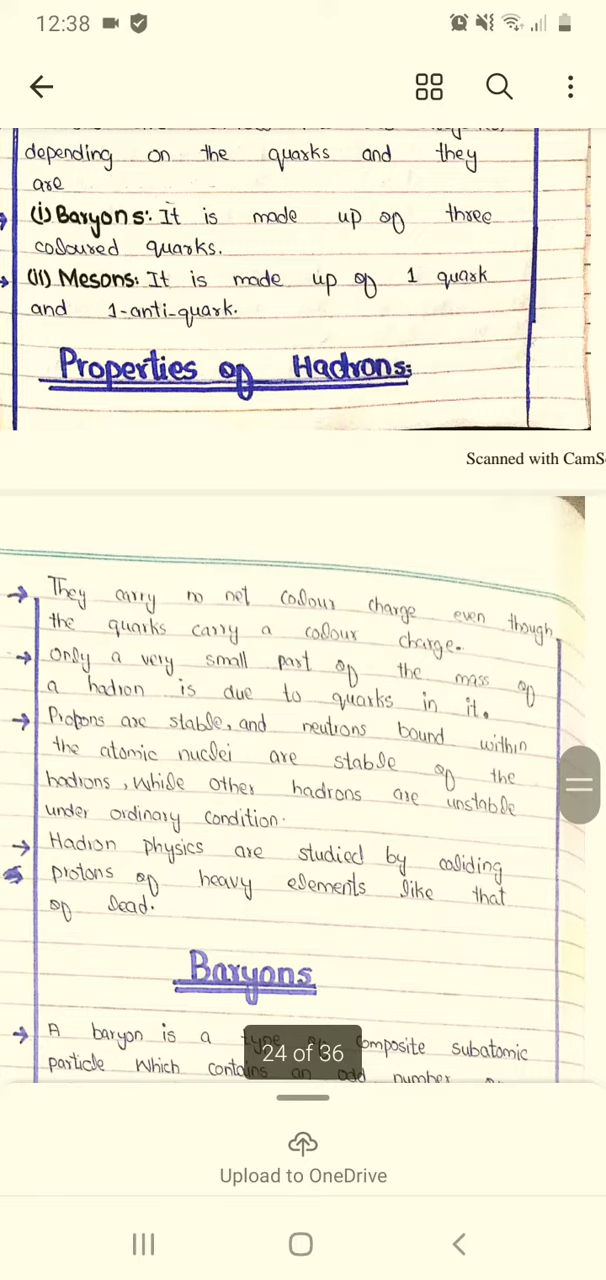 12:38
depending on the quarks and they
are
(i) Baryons: It is made up of three
coloured quarks.
(ii) Mesons: It is made up of 1 quark
and 1-anti-quark.
Properties of Hadrons:
Scanned with CamS
They carry no net colour charge even though
the quarks carry a colour charge.
Only a very small part of the mass of
a hadron is due to quarks in it.
Protons are stable, and neutrons bound within
the atomic nuclei are stable of the
hadrons, while other hadrons are unstable
under ordinary condition.
Hadron physics are studied by coliding
protons of heavy elements like that
of lead.
Baryons
A baryon is a type composite subatomic
particle which contains an odd number
24 of 36
Upload to OneDrive